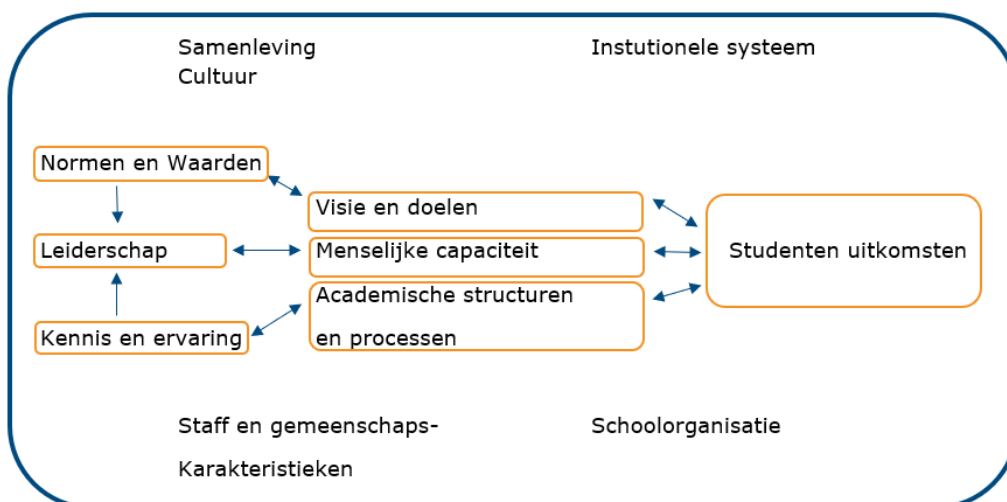 Samenleving
Cultuur
Instutionele systeem
Normen en Waarden
Visie en doelen
Leiderschap
Menselijke capaciteit
Studenten uitkomsten
Academische structuren
en processen
Kennis en ervaring
Staff en gemeenschaps-
Karakteristieken
Schoolorganisatie